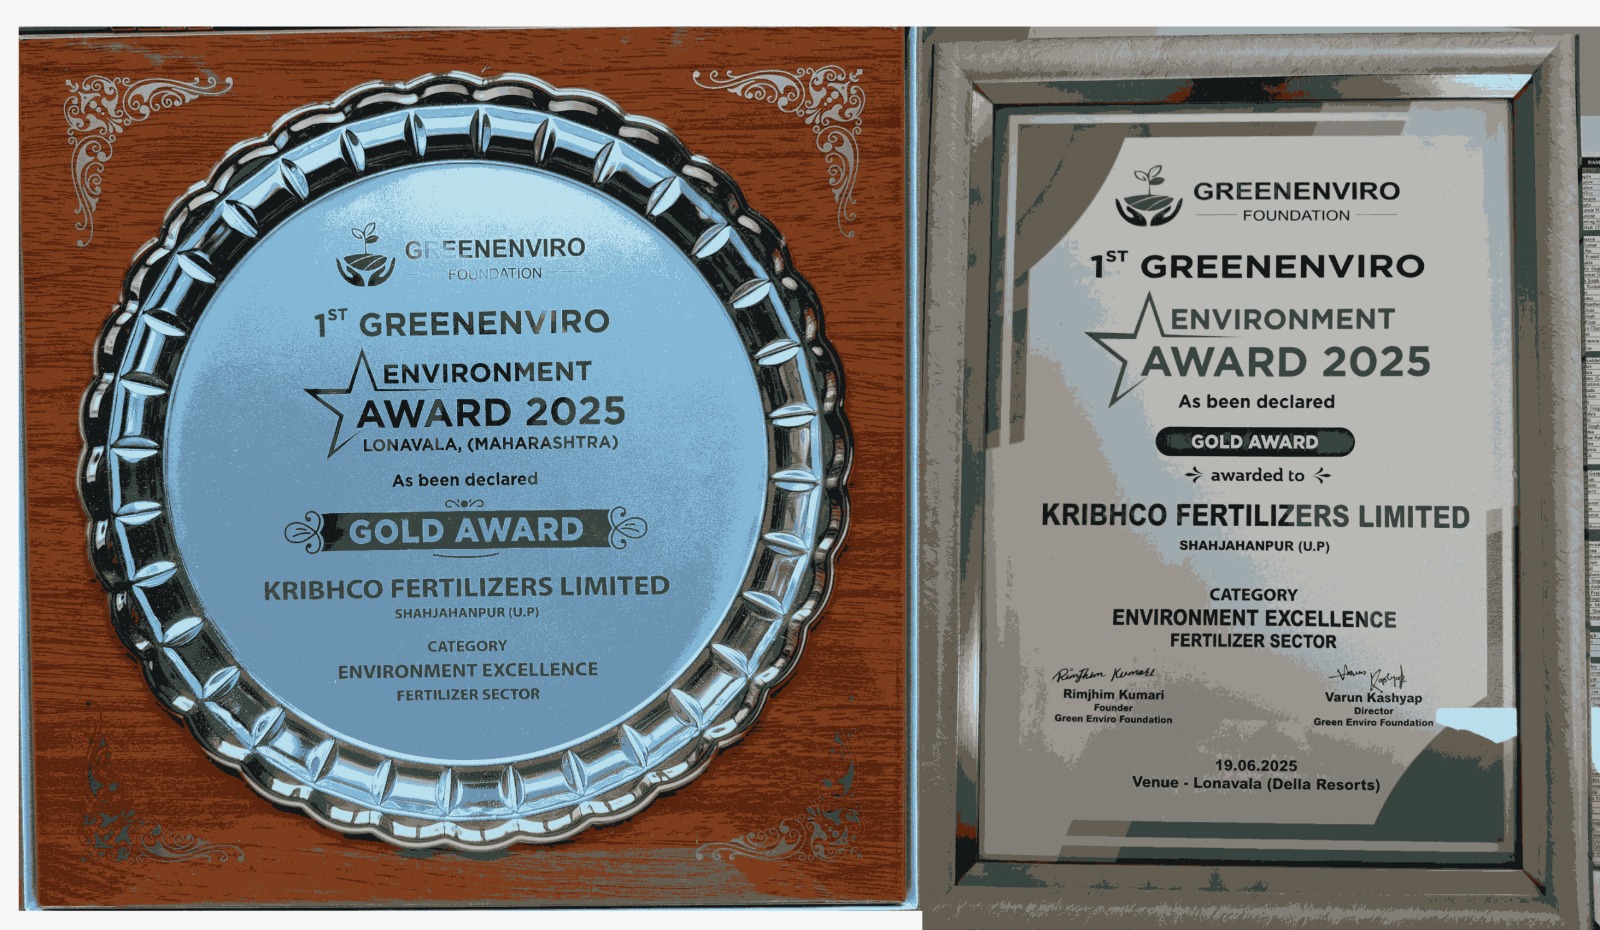 GREENENVIRO
FOUNDATION
1ST GREENENVIRO
ENVIRONMENT
AWARD 2025
LONAVALA, (MAHARASHTRA)
As been declared
GOLD AWARD
KRIBHCO FERTILIZERS LIMITED
SHAHJAHANPUR (U.P)
CATEGORY
ENVIRONMENT EXCELLENCE
FERTILIZER SECTOR
GREENENVIRO
FOUNDATION
1ST GREENENVIRO
ENVIRONMENT
AWARD 2025
As been declared
GOLD AWARD
awarded to
KRIBHCO FERTILIZERS LIMITED
SHAHJAHANPUR (U.P)
CATEGORY
ENVIRONMENT EXCELLENCE
FERTILIZER SECTOR
Rimjhim Kumari Varun Kashyap
Rimjhim Kumari Varun Kashyap
Founder Director
Green Enviro Foundation Green Enviro Foundation
19.06.2025
Venue - Lonavala (Della Resorts)